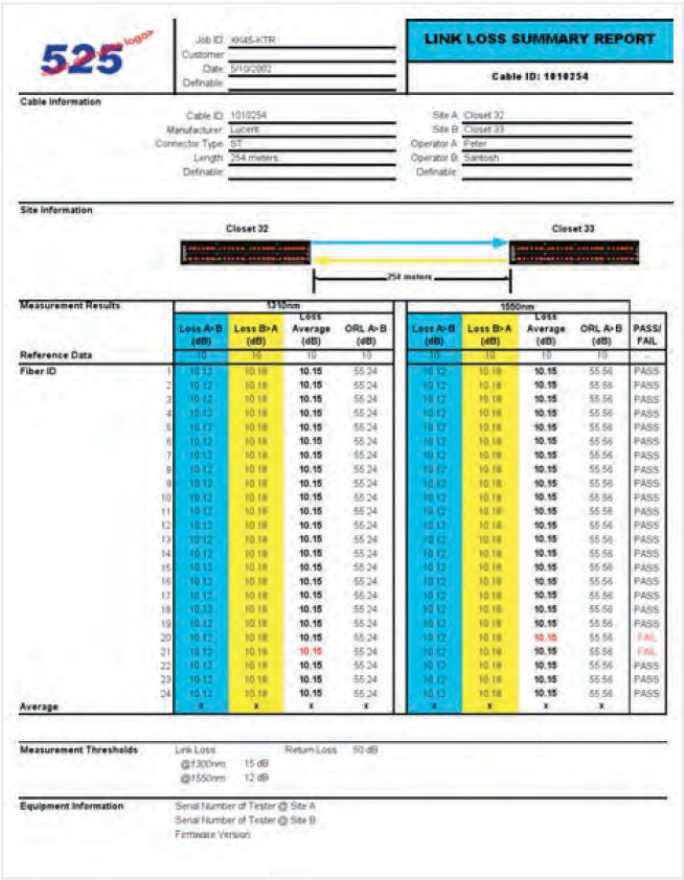 525
logo>
Job ID: XK45-KTR
Customer:
Date: 5/10/2002
Definable:
LINK LOSS SUMMARY REPORT
Cable ID: 1010254
Cable Information
Cable ID: 1010254
Manufacturer: Lucent
Connector Type: ST
Length: 254 meters
Definable:
Site A: Closet 32
Site B: Closet 33
Operator A: Peter
Operator B: Santosh
Definable:
Site Information
Closet 32
Closet 33
254 meters
Measurement Results 1310nm 1550nm
Loss A>B (dB) Loss B>A (dB) Loss Average (dB) ORL A>B (dB) Loss A>B (dB) Loss B>A (dB) Loss Average (dB) ORL A>B (dB) PASS/ FAIL
Reference Data 10 10 10 10 10 10 10 10 -
Fiber ID 1 10.12 10.18 10.15 55.24 10.12 10.18 10.15 55.56 PASS
2 10.12 10.18 10.15 55.24 10.12 10.18 10.15 55.56 PASS
3 10.12 10.18 10.15 55.24 10.12 10.18 10.15 55.56 PASS
4 10.12 10.18 10.15 55.24 10.12 10.18 10.15 55.56 PASS
5 10.12 10.18 10.15 55.24 10.12 10.18 10.15 55.56 PASS
6 10.12 10.18 10.15 55.24 10.12 10.18 10.15 55.56 PASS
7 10.12 10.18 10.15 55.24 10.12 10.18 10.15 55.56 PASS
8 10.12 10.18 10.15 55.24 10.12 10.18 10.15 55.56 PASS
9 10.12 10.18 10.15 55.24 10.12 10.18 10.15 55.56 PASS
10 10.12 10.18 10.15 55.24 10.12 10.18 10.15 55.56 PASS
11 10.12 10.18 10.15 55.24 10.12 10.18 10.15 55.56 PASS
12 10.12 10.18 10.15 55.24 10.12 10.18 10.15 55.56 PASS
13 10.12 10.18 10.15 55.24 10.12 10.18 10.15 55.56 PASS
14 10.12 10.18 10.15 55.24 10.12 10.18 10.15 55.56 PASS
15 10.12 10.18 10.15 55.24 10.12 10.18 10.15 55.56 PASS
16 10.12 10.18 10.15 55.24 10.12 10.18 10.15 55.56 PASS
17 10.12 10.18 10.15 55.24 10.12 10.18 10.15 55.56 PASS
18 10.12 10.18 10.15 55.24 10.12 10.18 10.15 55.56 PASS
19 10.12 10.18 10.15 55.24 10.12 10.18 10.15 55.56 PASS
20 10.12 10.18 10.15 55.24 10.12 10.18 10.15 55.56 FAIL
21 10.12 10.18 10.15 55.24 10.12 10.18 10.15 55.56 FAIL
22 10.12 10.18 10.15 55.24 10.12 10.18 10.15 55.56 PASS
23 10.12 10.18 10.15 55.24 10.12 10.18 10.15 55.56 PASS
24 10.12 10.18 10.15 55.24 10.12 10.18 10.15 55.56 PASS
Average x x x x x x x x
Measurement Thresholds Link Loss Return Loss 50 dB
@1300nm 15 dB
@1550nm 12 dB
Equipment Information Serial Number of Tester @ Site A
Serial Number of Tester @ Site B
Firmware Version